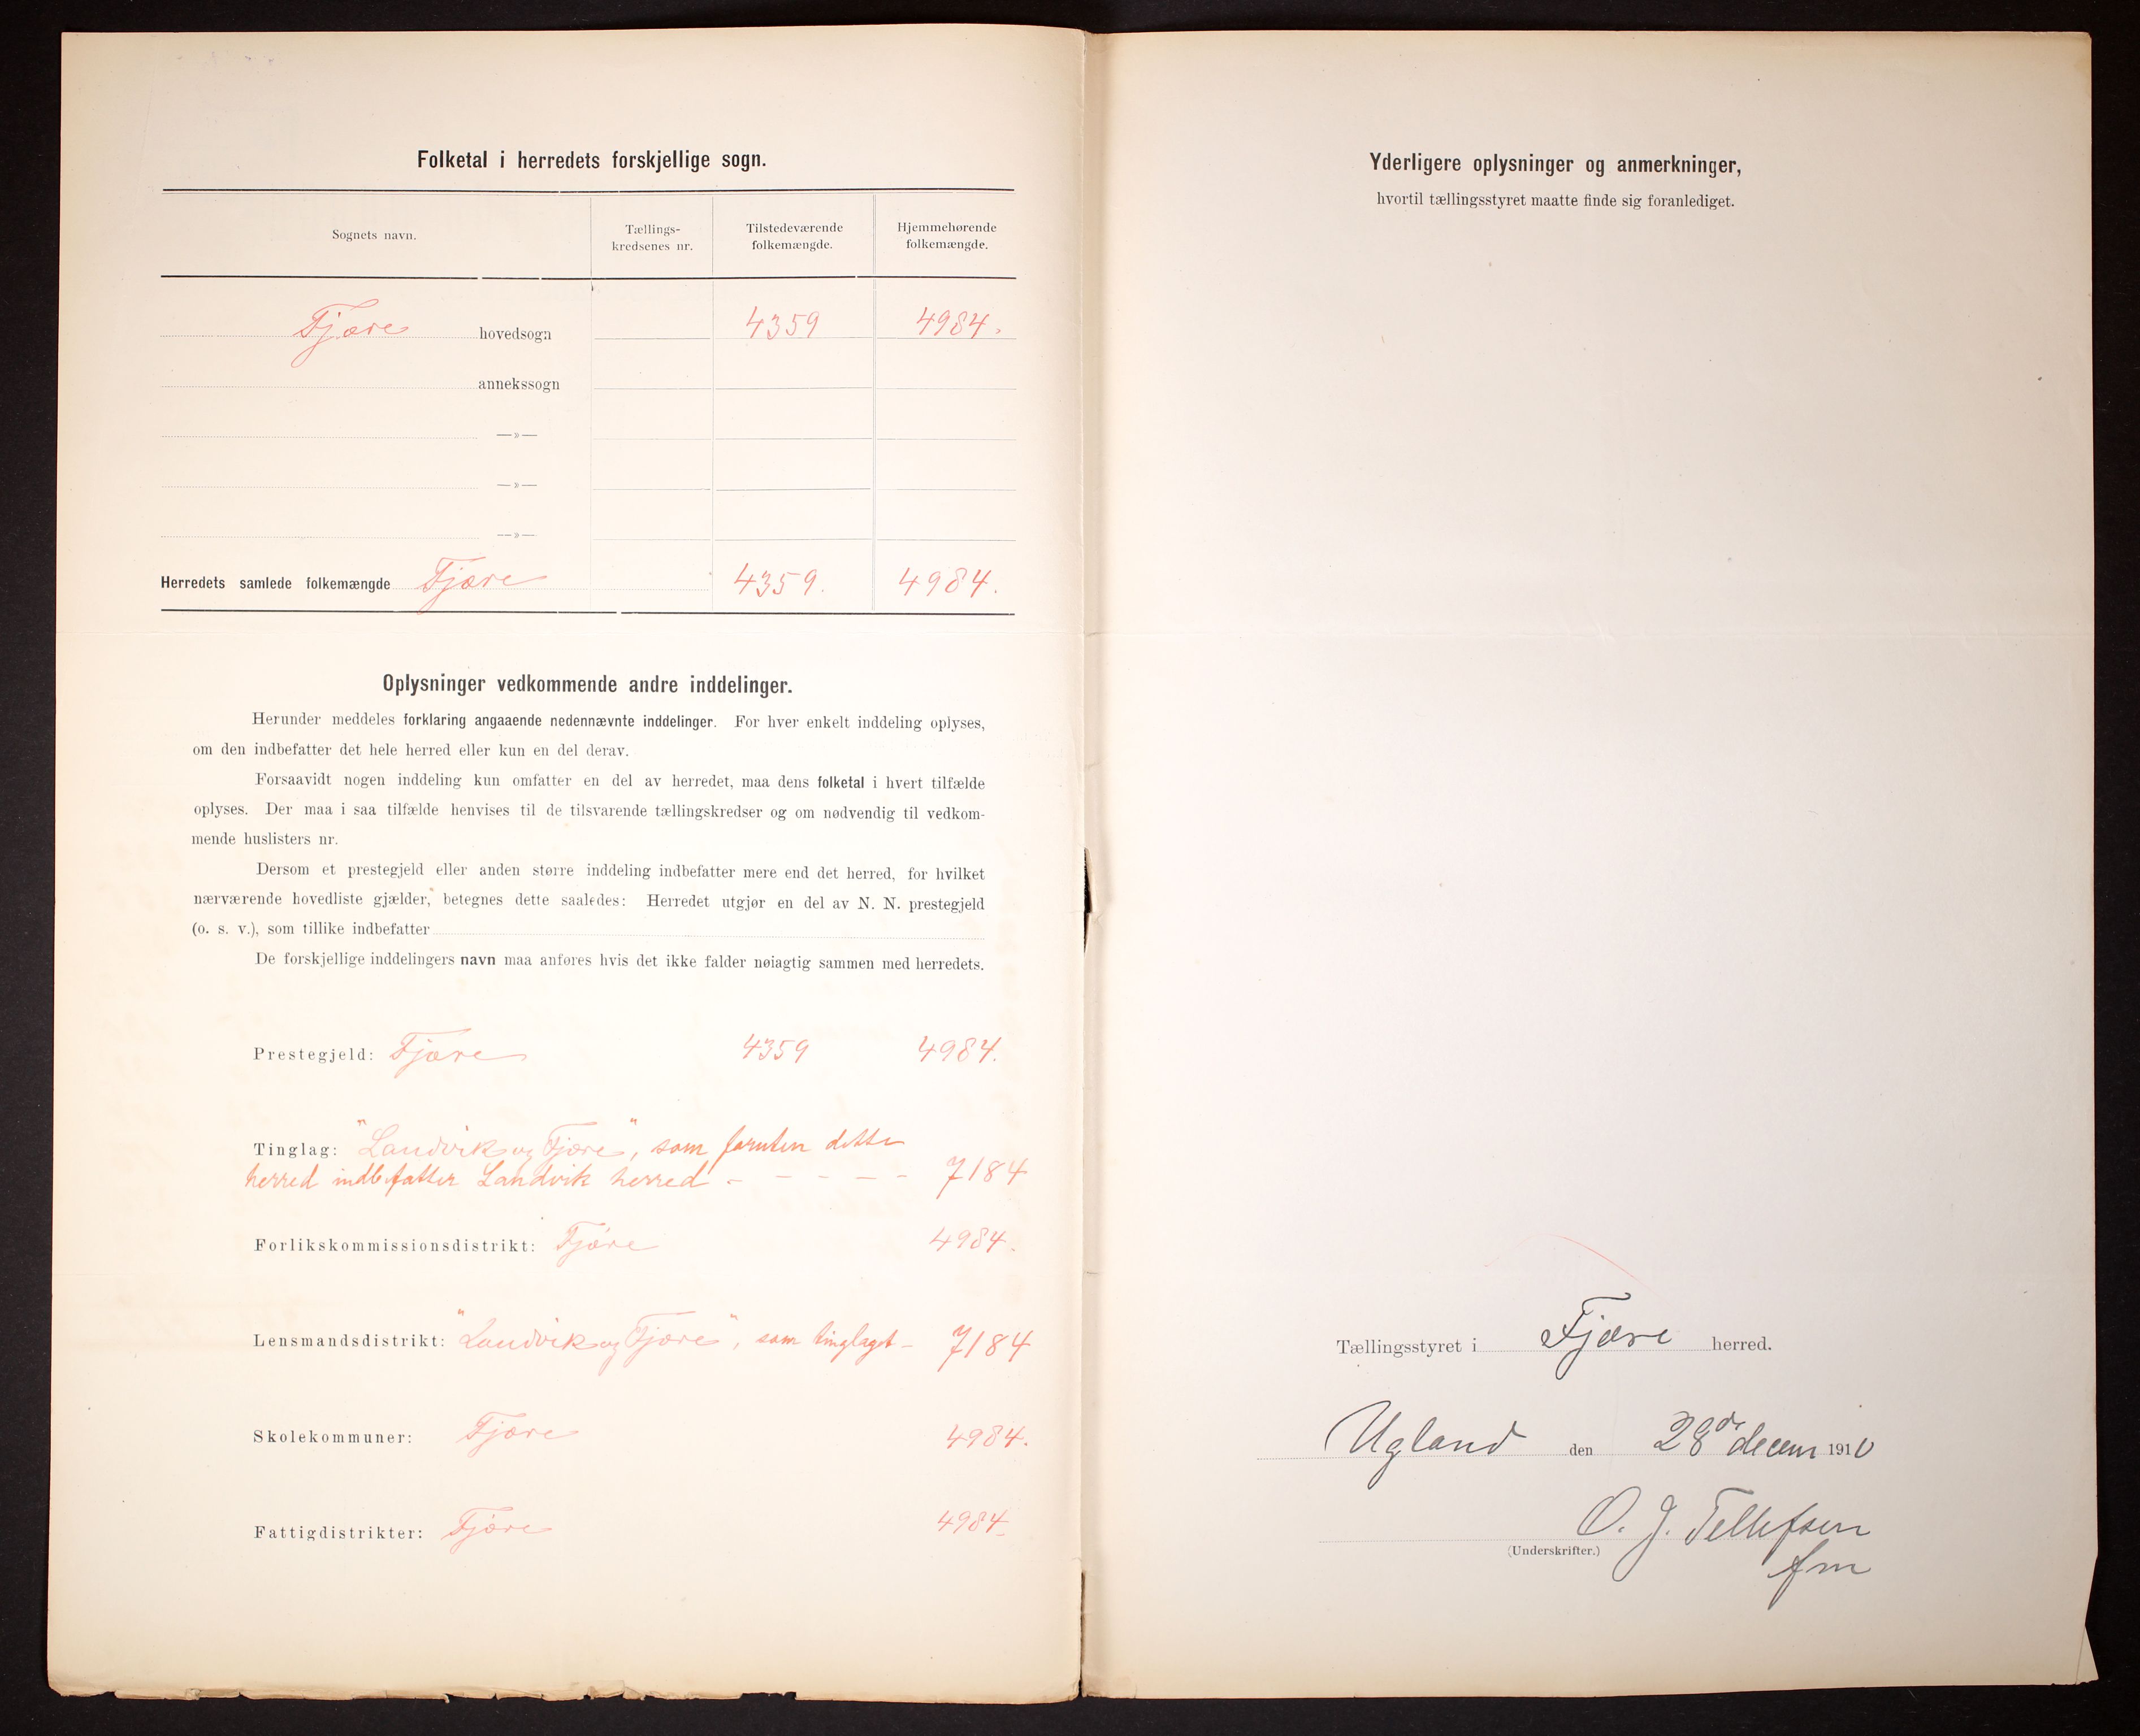 Folketal i herredets forskjellige sogn.
Sognets navn.
Tællings-
kredsenes nr.
Tilstedeværende
folkemængde.
Hjemmehørende
folkemængde.
Fjære hovedsogn 4359 4984.
annekssogn
—»—
—»—
—»—
Herredets samlede folkemængde Fjære 4359. 4984.
Oplysninger vedkommende andre inddelinger.
Herunder meddeles forklaring angaaende nedennævnte inddelinger. For hver enkelt inddeling oplyses,
om den indbefatter det hele herred eller kun en del derav.
Forsaavidt nogen inddeling kun omfatter en del av herredet, maa dens folketal i hvert tilfælde
oplyses. Der maa i saa tilfælde henvises til de tilsvarende tællingskredser og om nødvendig til vedkom-
mende huslisters nr.
Dersom et prestegjeld eller anden større inddeling indbefatter mere end det herred, for hvilket
nærværende hovedliste gjælder, betegnes dette saaledes: Herredet utgjør en del av N. N. prestegjeld
(o. s. v.), som tillike indbefatter
De forskjellige inddelingers navn maa anføres hvis det ikke falder nøiagtig sammen med herredets.
Prestegjeld: Fjære 4359 4984.
Tinglag: "Landvik og Fjære", som foruten dette
herred indbefatter Landvik herred - - - - - 7184
Forlikskommissionsdistrikt: Fjære 4984.
Lensmandsdistrikt: "Landvik og Fjære", som tinglaget - 7184
Skolekommuner: Fjære 4984.
Fattigdistrikter: Fjære 4984.
Yderligere oplysninger og anmerkninger,
hvortil tællingsstyret maatte finde sig foranlediget.
Tællingsstyret i Fjære herred.
Ugland den 28de decem 1910
O. J. Tellefsen
(Underskrifter.)
fm